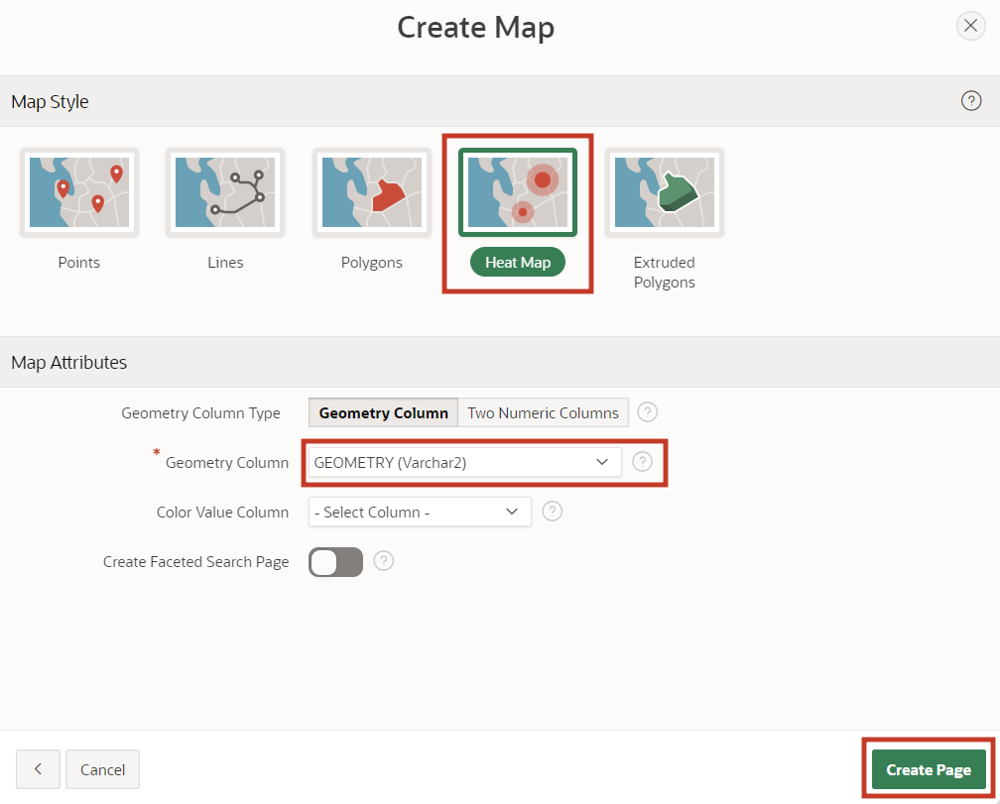 Create Map
Map Style
?
Points
Lines
Polygons
Heat Map
Extruded
Polygons
Map Attributes
Geometry Column Type
Geometry Column
Two Numeric Columns
?
* Geometry Column
GEOMETRY (Varchar2)
?
Color Value Column
- Select Column -
?
Create Faceted Search Page
?
Cancel
Create Page